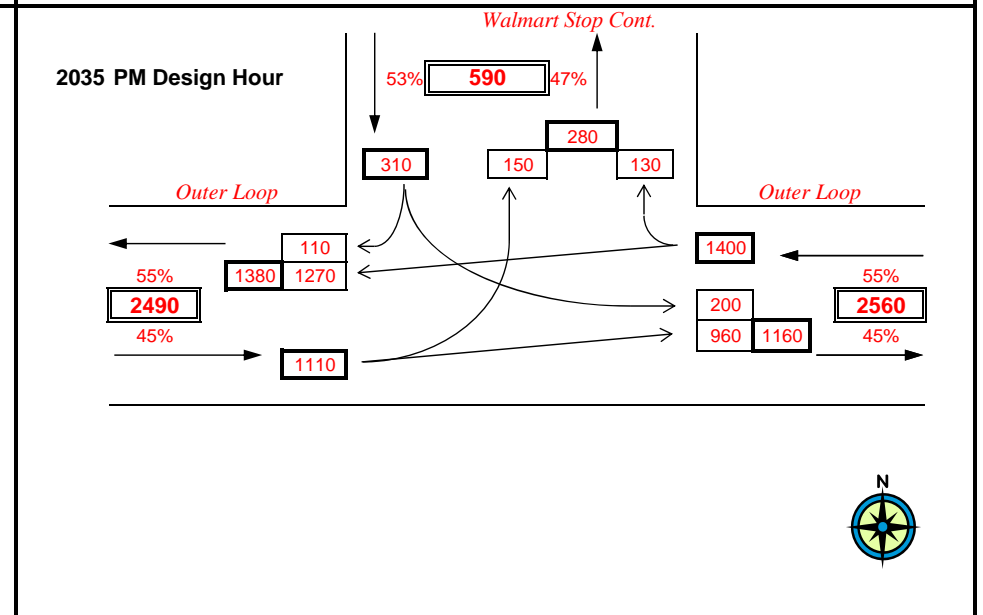 Walmart Stop Cont.
2035 PM Design Hour
53% 590 47%
280
310 150 130
Outer Loop Outer Loop
110 1400
55% 1380 1270 55%
2490 200 2560
45% 960 1160 45%
1110
N